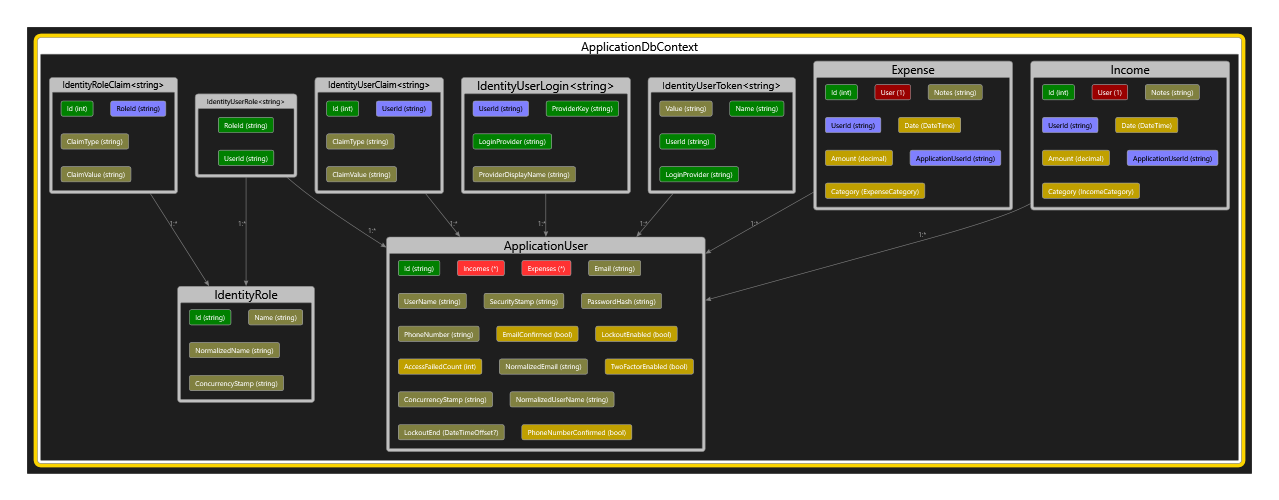 ApplicationDbContext
IdentityRoleClaim<string>
Id (int) RoleId (string)
ClaimType (string)
ClaimValue (string)
IdentityUserRole<string>
RoleId (string)
UserId (string)
IdentityUserClaim<string>
Id (int) UserId (string)
ClaimType (string)
ClaimValue (string)
IdentityUserLogin<string>
UserId (string) ProviderKey (string)
LoginProvider (string)
ProviderDisplayName (string)
IdentityUserToken<string>
Value (string) Name (string)
UserId (string)
LoginProvider (string)
Expense
Id (int) User (1) Notes (string)
UserId (string) Date (DateTime)
Amount (decimal) ApplicationUserId (string)
Category (ExpenseCategory)
Income
Id (int) User (1) Notes (string)
UserId (string) Date (DateTime)
Amount (decimal) ApplicationUserId (string)
Category (IncomeCategory)
1:*
1:*
1:*
1:*
1:*
1:*
1:*
1:*
IdentityRole
Id (string) Name (string)
NormalizedName (string)
ConcurrencyStamp (string)
ApplicationUser
Id (string) Incomes (*) Expenses (*) Email (string)
UserName (string) SecurityStamp (string) PasswordHash (string)
PhoneNumber (string) EmailConfirmed (bool) LockoutEnabled (bool)
AccessFailedCount (int) NormalizedEmail (string) TwoFactorEnabled (bool)
ConcurrencyStamp (string) NormalizedUserName (string)
LockoutEnd (DateTimeOffset?) PhoneNumberConfirmed (bool)